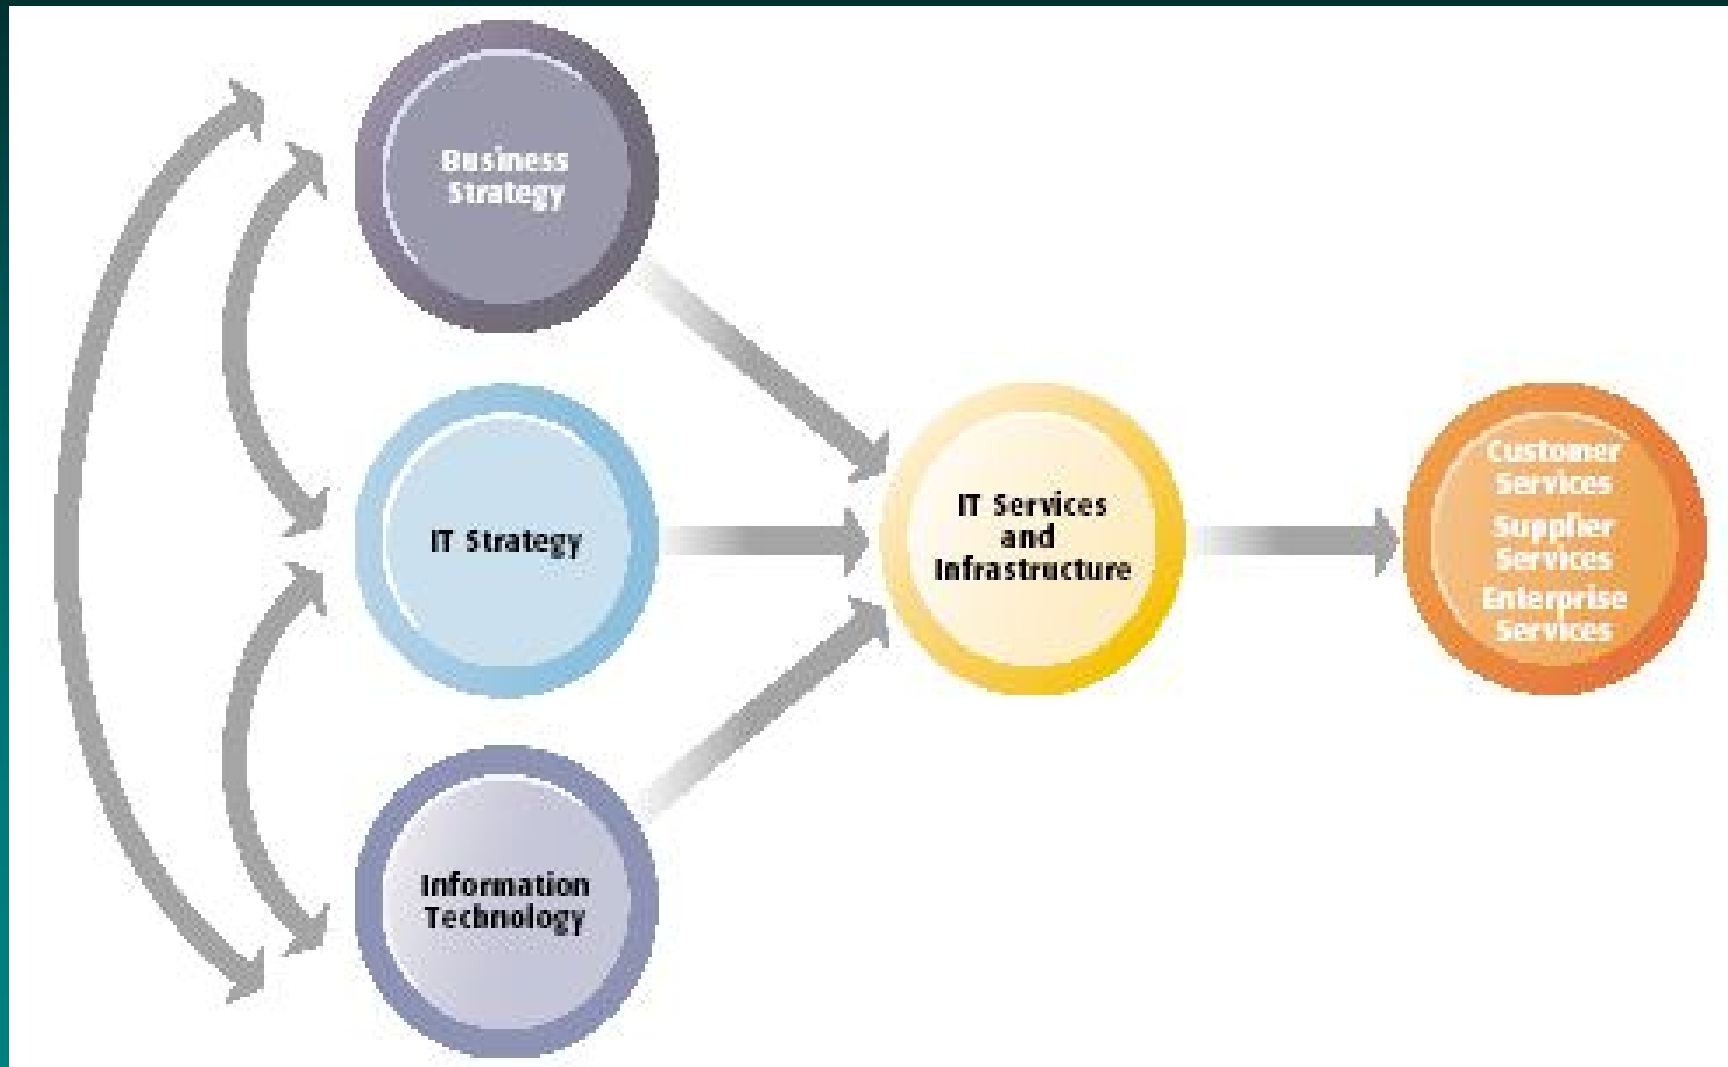 Business
Strategy
IT Strategy
Information
Technology
IT Services
and
Infrastructure
Customer
Services
Supplier
Services
Enterprise
Services